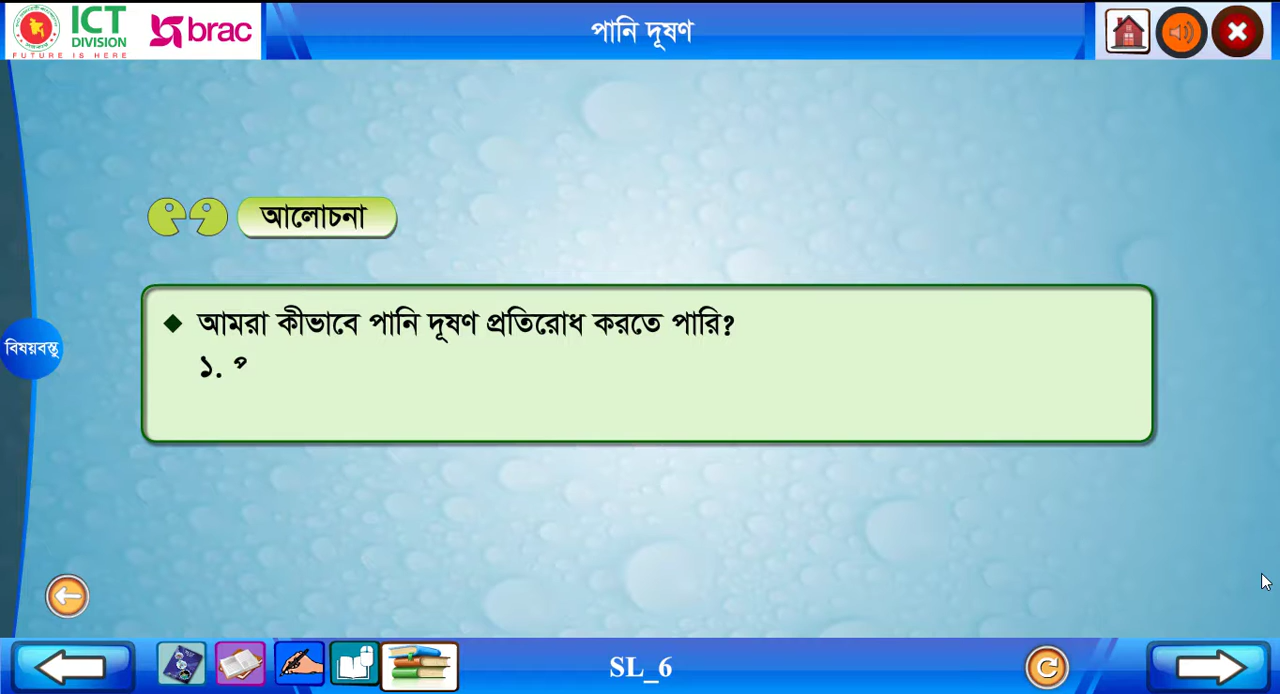 ICT
DIVISION
FUTURE IS HERE
brac
পানি দূষণ
আলোচনা
আমরা কীভাবে পানি দূষণ প্রতিরোধ করতে পারি?
১.
বিষয়বস্তু
SL_6